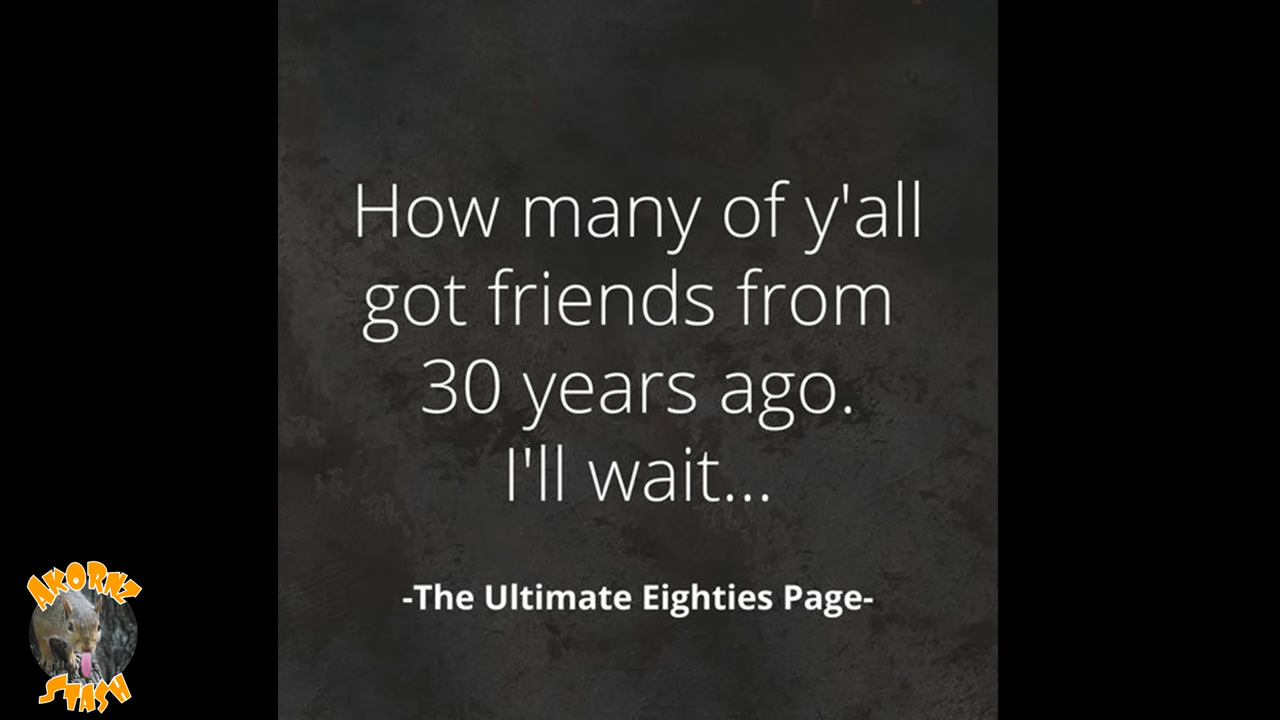 How many of y'all
got friends from
30 years ago.
I'll wait...
-The Ultimate Eighties Page-
AKORNZ
STASH